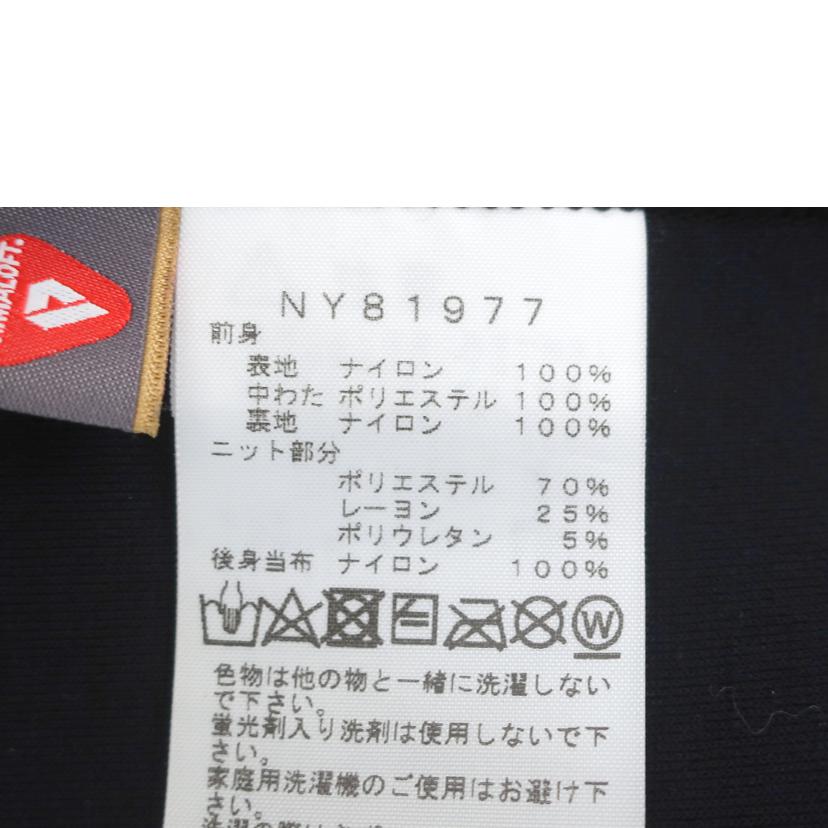 IMALOFT.
NY81977
前身
表地 ナイロン 100%
中わた ポリエステル 100%
裏地 ナイロン 100%
ニット部分
ポリエステル 70%
レーヨン 25%
ポリウレタン 5%
後身当布 ナイロン 100%
W
色物は他の物と一緒に洗濯しない
で下さい。
蛍光剤入り洗剤は使用しないで下
さい。
家庭用洗濯機のご使用はお避け下
さい。